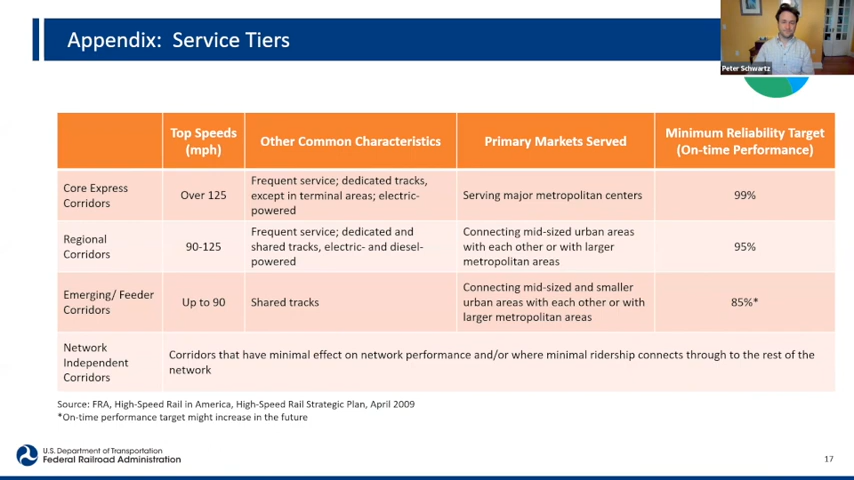 Appendix: Service Tiers
Peter Schwartz
Top Speeds
(mph)
Other Common Characteristics
Primary Markets Served
Minimum Reliability Target
(On-time Performance)
Core Express
Corridors
Over 125
Frequent service; dedicated tracks,
except in terminal areas; electric-
powered
Serving major metropolitan centers
99%
Regional
Corridors
90-125
Frequent service; dedicated and
shared tracks, electric- and diesel-
powered
Connecting mid-sized urban areas
with each other or with larger
metropolitan areas
95%
Emerging/ Feeder
Corridors
Up to 90
Shared tracks
Connecting mid-sized and smaller
urban areas with each other or with
larger metropolitan areas
85%*
Network
Independent
Corridors
Corridors that have minimal effect on network performance and/or where minimal ridership connects through to the rest of the
network
Source: FRA, High-Speed Rail in America, High-Speed Rail Strategic Plan, April 2009
*On-time performance target might increase in the future
U.S. Department of Transportation
Federal Railroad Administration
17